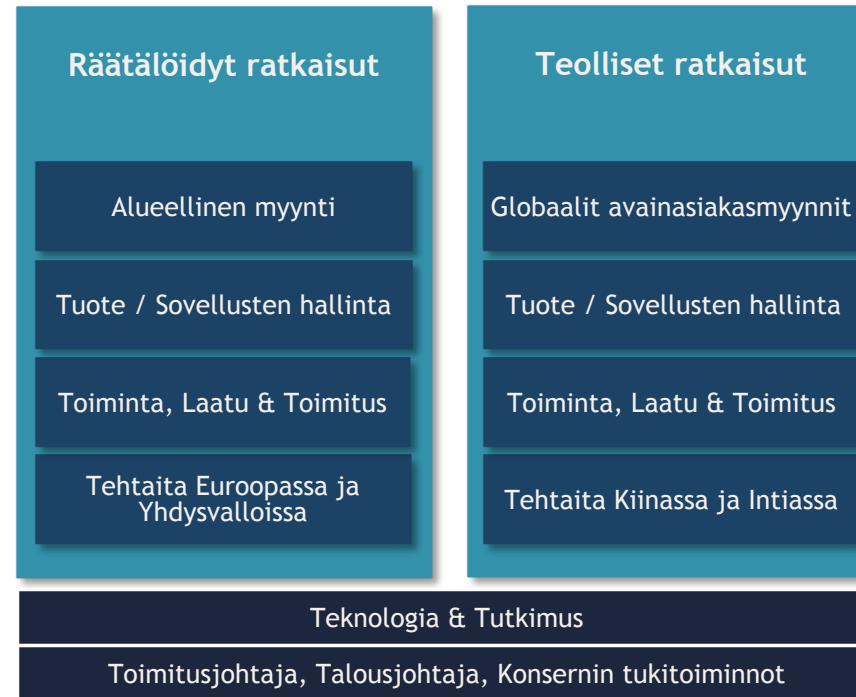 Räätälöidyt ratkaisut
Alueellinen myynti
Tuote / Sovellusten hallinta
Toiminta, Laatu & Toimitus
Tehtaita Euroopassa ja
Yhdysvalloissa
Teolliset ratkaisut
Globaalit avainasiakasmyynnit
Tuote / Sovellusten hallinta
Toiminta, Laatu & Toimitus
Tehtaita Kiinassa ja Intiassa
Teknologia & Tutkimus
Toimitusjohtaja, Talousjohtaja, Konsernin tukitoiminnot